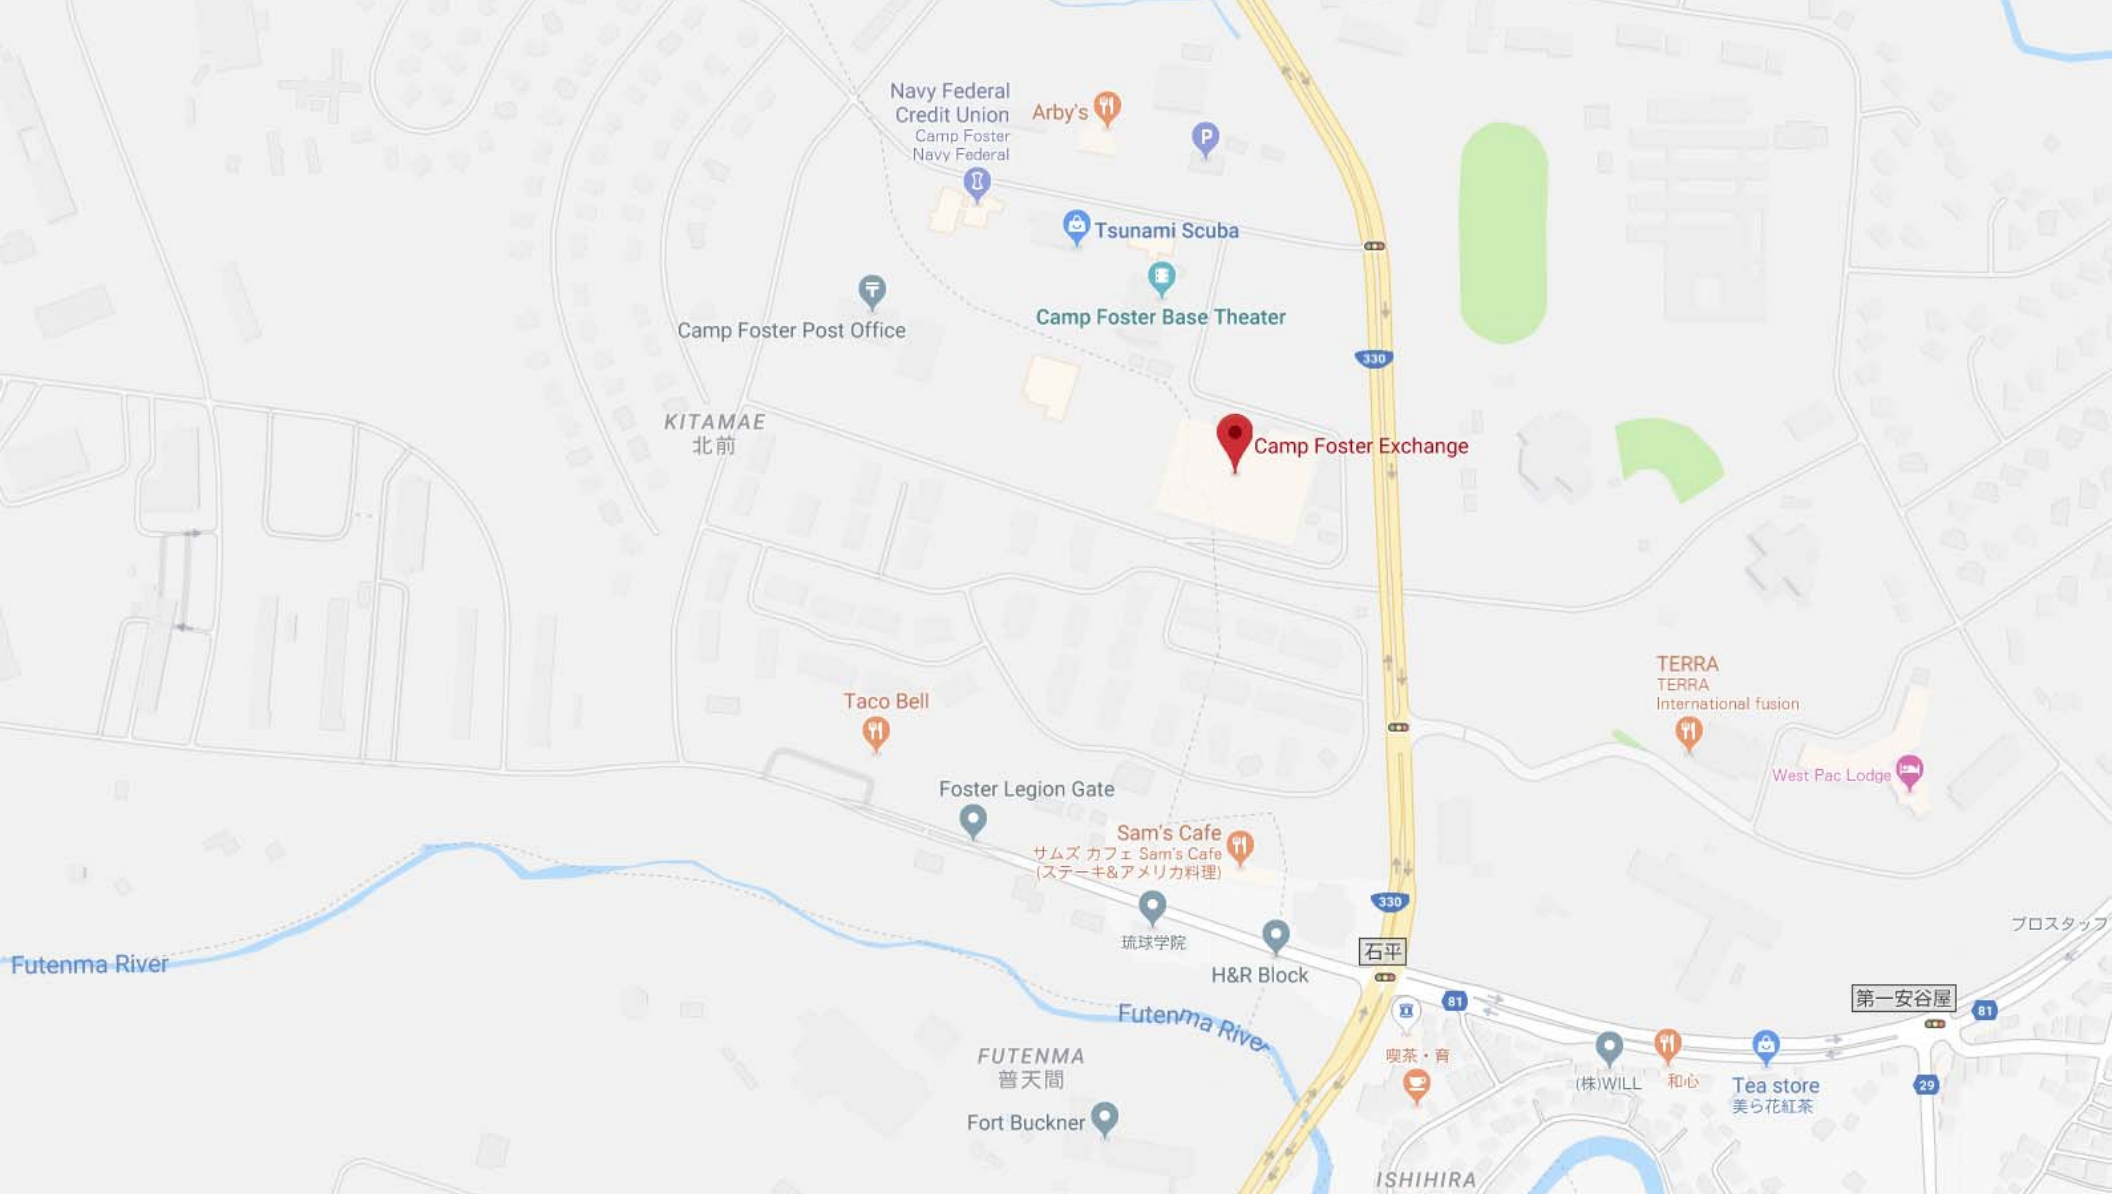 Navy Federal
Credit Union
Camp Foster
Navy Federal
Arby's
P
Tsunami Scuba
Camp Foster Base Theater
Camp Foster Post Office
330
KITAMAE
北前
Camp Foster Exchange
TERRA
TERRA
International fusion
Taco Bell
West Pac Lodge
Foster Legion Gate
Sam's Cafe
サムズ カフェ Sam's Cafe
(ステーキ&アメリカ料理)
330
琉球学院
石平
プロスタッフ
Futenma River
H&R Block
81
第一安谷屋
81
Futenma River
FUTENMA
普天間
喫茶・育
(株)WILL
和心
Tea store
美ら花紅茶
29
Fort Buckner
ISHIHIRA